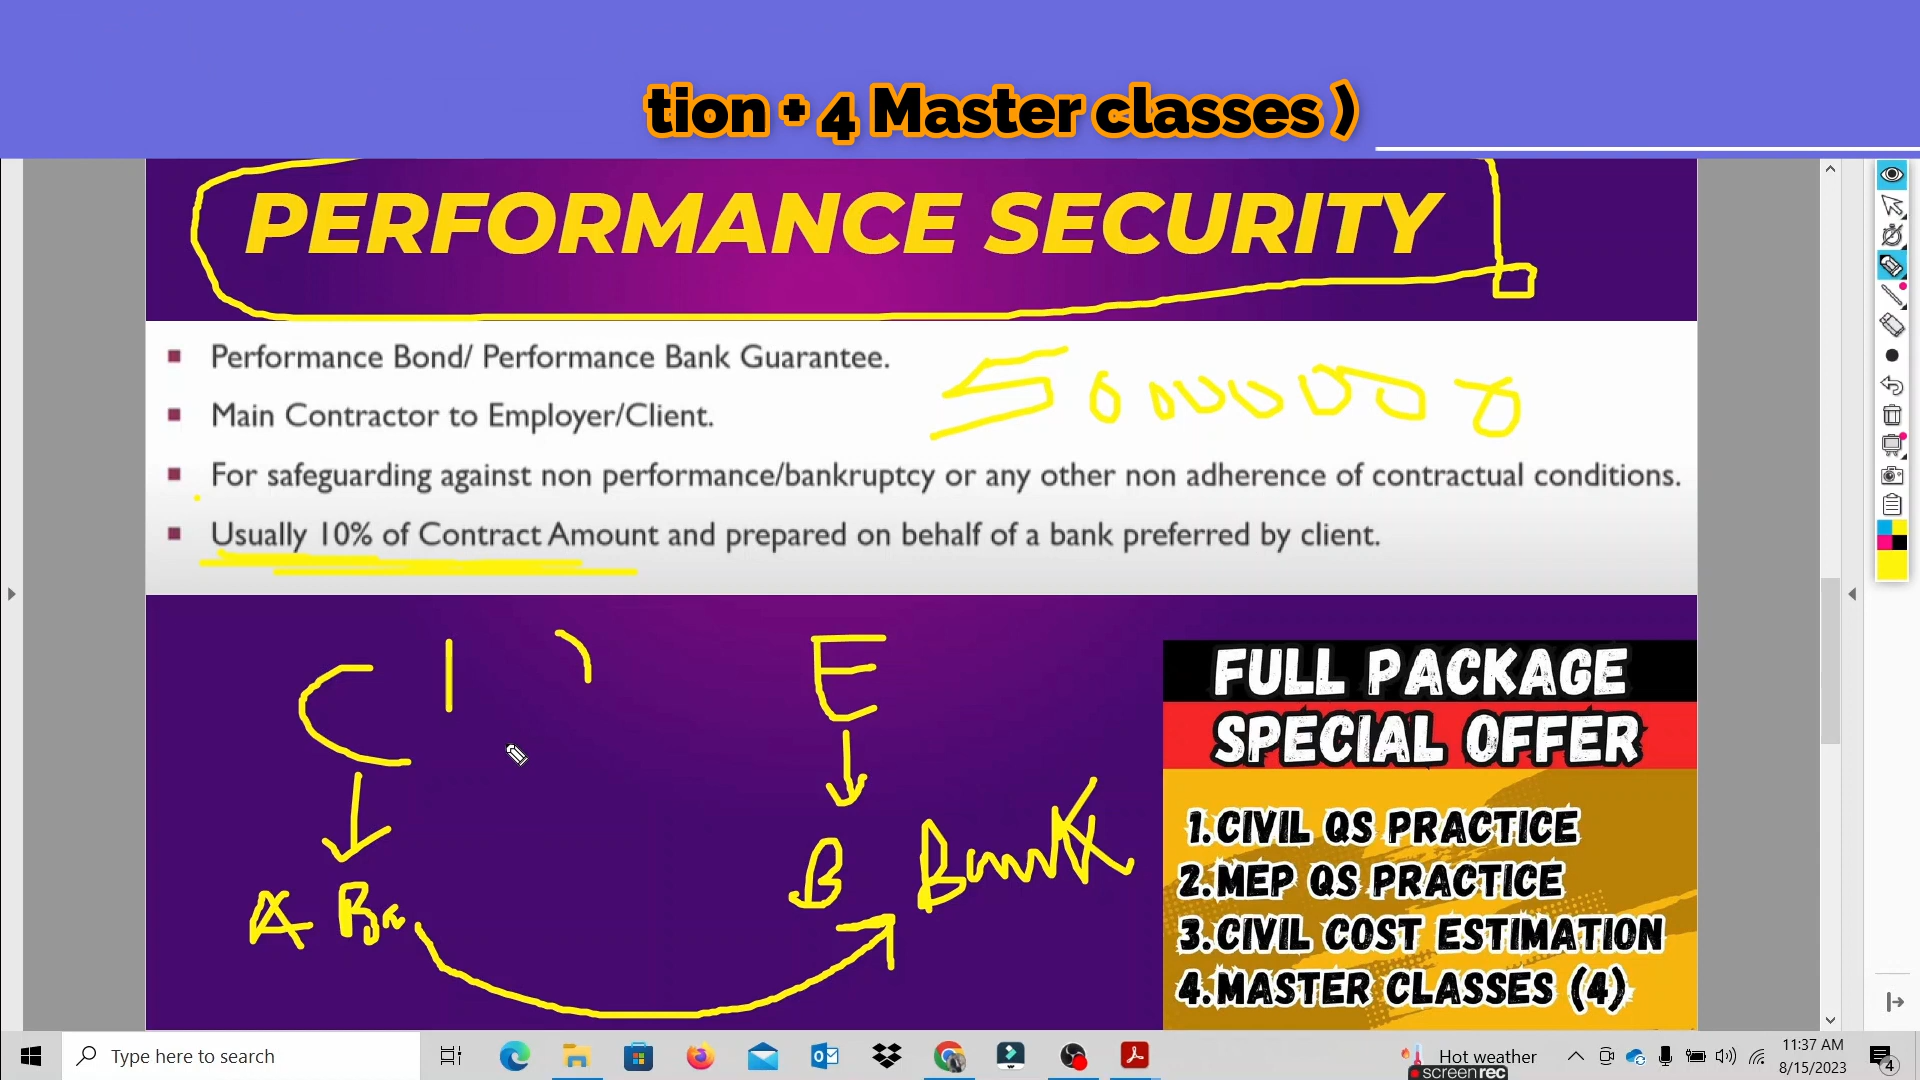 tion + 4 Master classes )
PERFORMANCE SECURITY
Performance Bond/ Performance Bank Guarantee.
Main Contractor to Employer/Client.
For safeguarding against non performance/bankruptcy or any other non adherence of contractual conditions.
Usually 10% of Contract Amount and prepared on behalf of a bank preferred by client.
C
E
A
B Bank
FULL PACKAGE
SPECIAL OFFER
1.CIVIL QS PRACTICE
2.MEP QS PRACTICE
3.CIVIL COST ESTIMATION
4.MASTER CLASSES (4)
Type here to search
Hot weather
screenrec
11:37 AM
8/15/2023
4